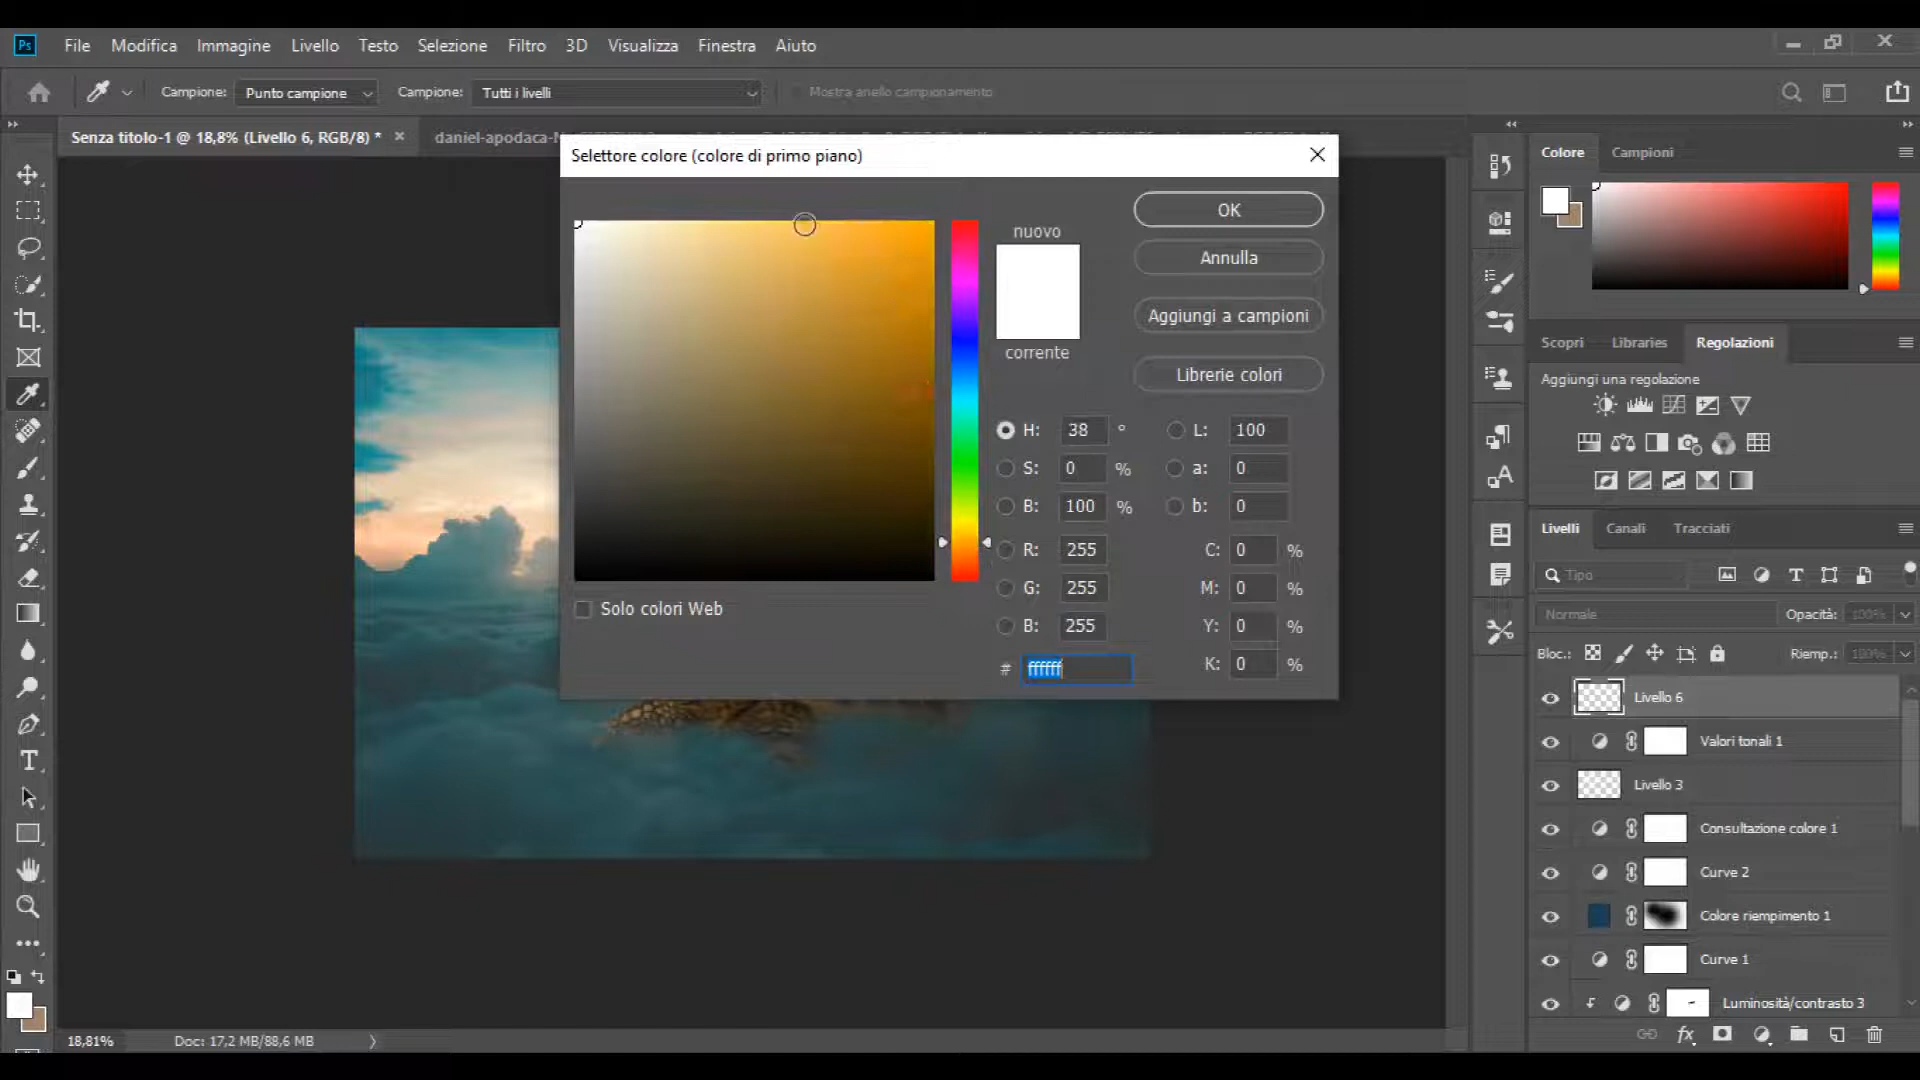 Ps File Modifica Immagine Livello Testo Selezione Filtro 3D Visualizza Finestra Aiuto
Campione: Punto campione Campione: Tutti i livelli Mostra anello campionamento
Senza titolo-1 @ 18,8% (Livello 6, RGB/8) * daniel-apodaca-
Selettore colore (colore di primo piano)
nuovo
corrente
OK
Annulla
Aggiungi a campioni
Librerie colori
H: 38 ° L: 100
S: 0 % a: 0
B: 100 % b: 0
R: 255 C: 0 %
G: 255 M: 0 %
B: 255 Y: 0 %
# ffffff K: 0 %
Solo colori Web
Colore Campioni
Scopri Libraries Regolazioni
Aggiungi una regolazione
Livelli Canali Tracciati
Tipo
Normale Opacità: 100%
Bloc.: Riemp.: 100%
Livello 6
Valori tonali 1
Livello 3
Consultazione colore 1
Curve 2
Colore riempimento 1
Curve 1
Luminosità/contrasto 3
fx
18,81% Doc: 17,2 MB/88,6 MB